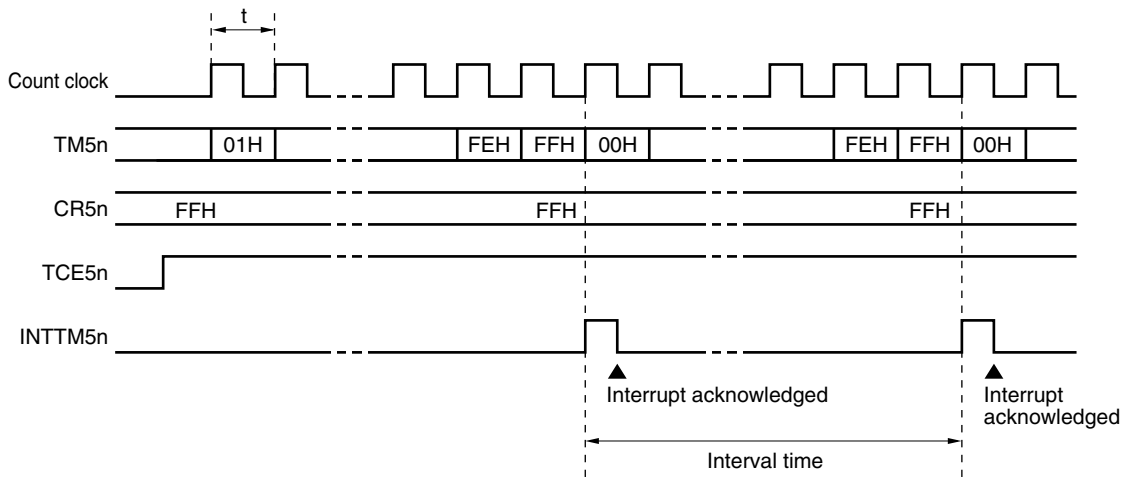 t
Count clock
TM5n 01H FEH FFH 00H FEH FFH 00H
CR5n FFH FFH FFH
TCE5n
INTTM5n
Interrupt acknowledged
Interrupt
acknowledged
Interval time